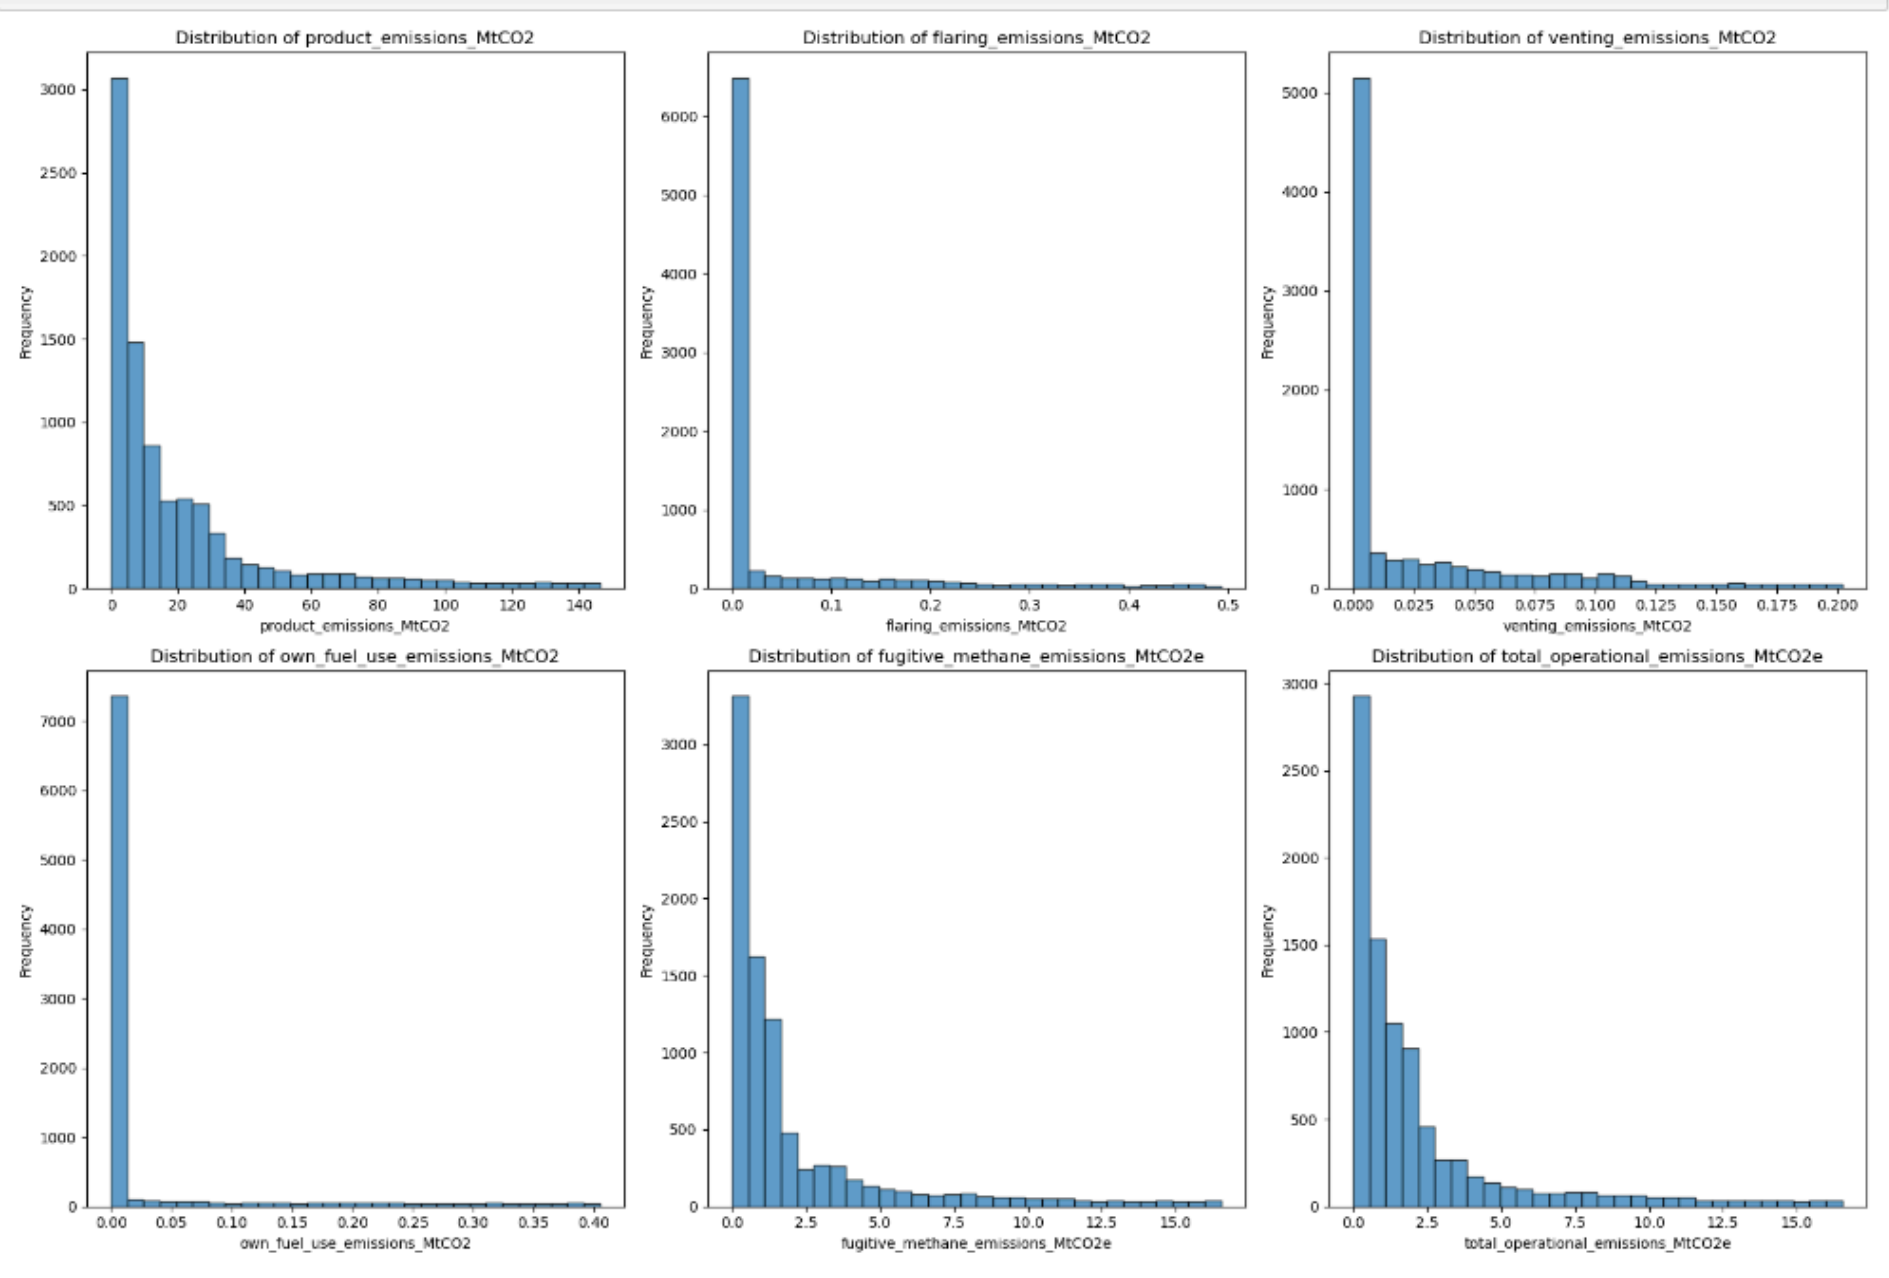 Distribution of product_emissions_MtCO2
Distribution of flaring_emissions_MtCO2
Distribution of venting_emissions_MtCO2
3000
2500
2000
1500
1000
500
0
Frequency
0 20 40 60 80 100 120 140
product_emissions_MtCO2
6000
5000
4000
3000
2000
1000
0
Frequency
0.0 0.1 0.2 0.3 0.4 0.5
flaring_emissions_MtCO2
5000
4000
3000
2000
1000
0
Frequency
0.000 0.025 0.050 0.075 0.100 0.125 0.150 0.175 0.200
venting_emissions_MtCO2
Distribution of own_fuel_use_emissions_MtCO2
Distribution of fugitive_methane_emissions_MtCO2e
Distribution of total_operational_emissions_MtCO2e
7000
6000
5000
4000
3000
2000
1000
0
Frequency
0.00 0.05 0.10 0.15 0.20 0.25 0.30 0.35 0.40
own_fuel_use_emissions_MtCO2
3000
2500
2000
1500
1000
500
0
Frequency
0.0 2.5 5.0 7.5 10.0 12.5 15.0
fugitive_methane_emissions_MtCO2e
3000
2500
2000
1500
1000
500
0
Frequency
0.0 2.5 5.0 7.5 10.0 12.5 15.0
total_operational_emissions_MtCO2e